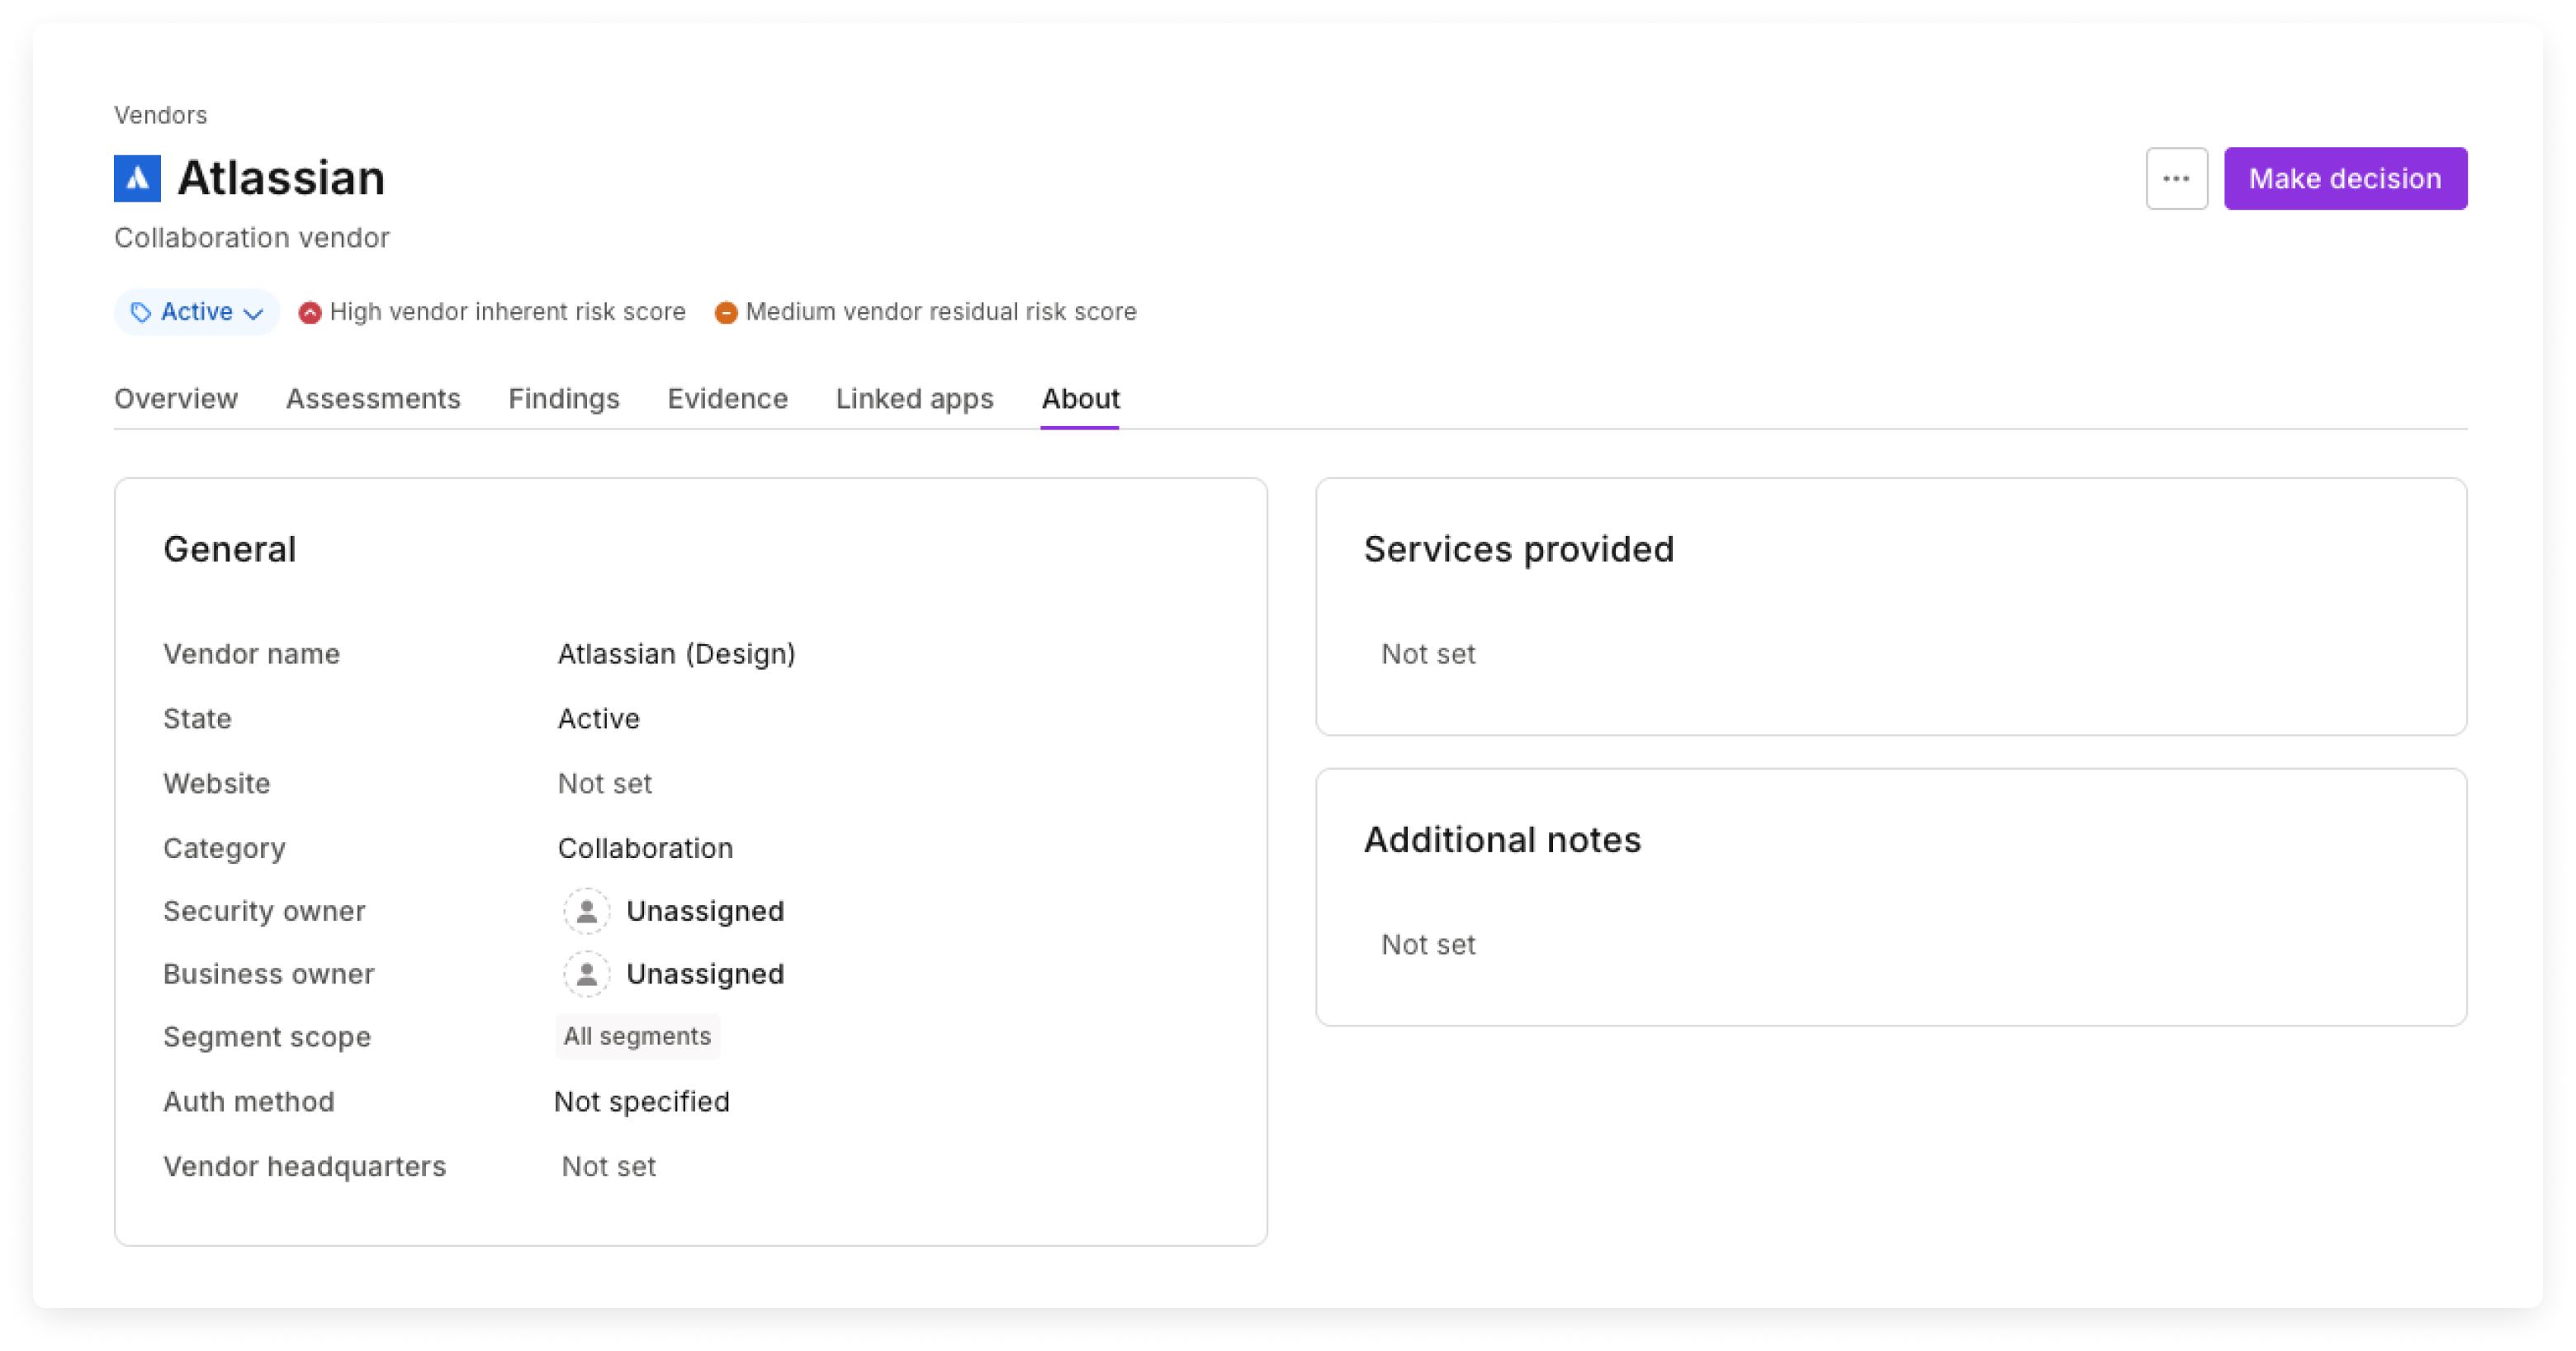 Vendors
Atlassian
Make decision
Collaboration vendor
Active High vendor inherent risk score Medium vendor residual risk score
Overview Assessments Findings Evidence Linked apps About
General
Vendor name Atlassian (Design)
State Active
Website Not set
Category Collaboration
Security owner Unassigned
Business owner Unassigned
Segment scope All segments
Auth method Not specified
Vendor headquarters Not set
Services provided
Not set
Additional notes
Not set